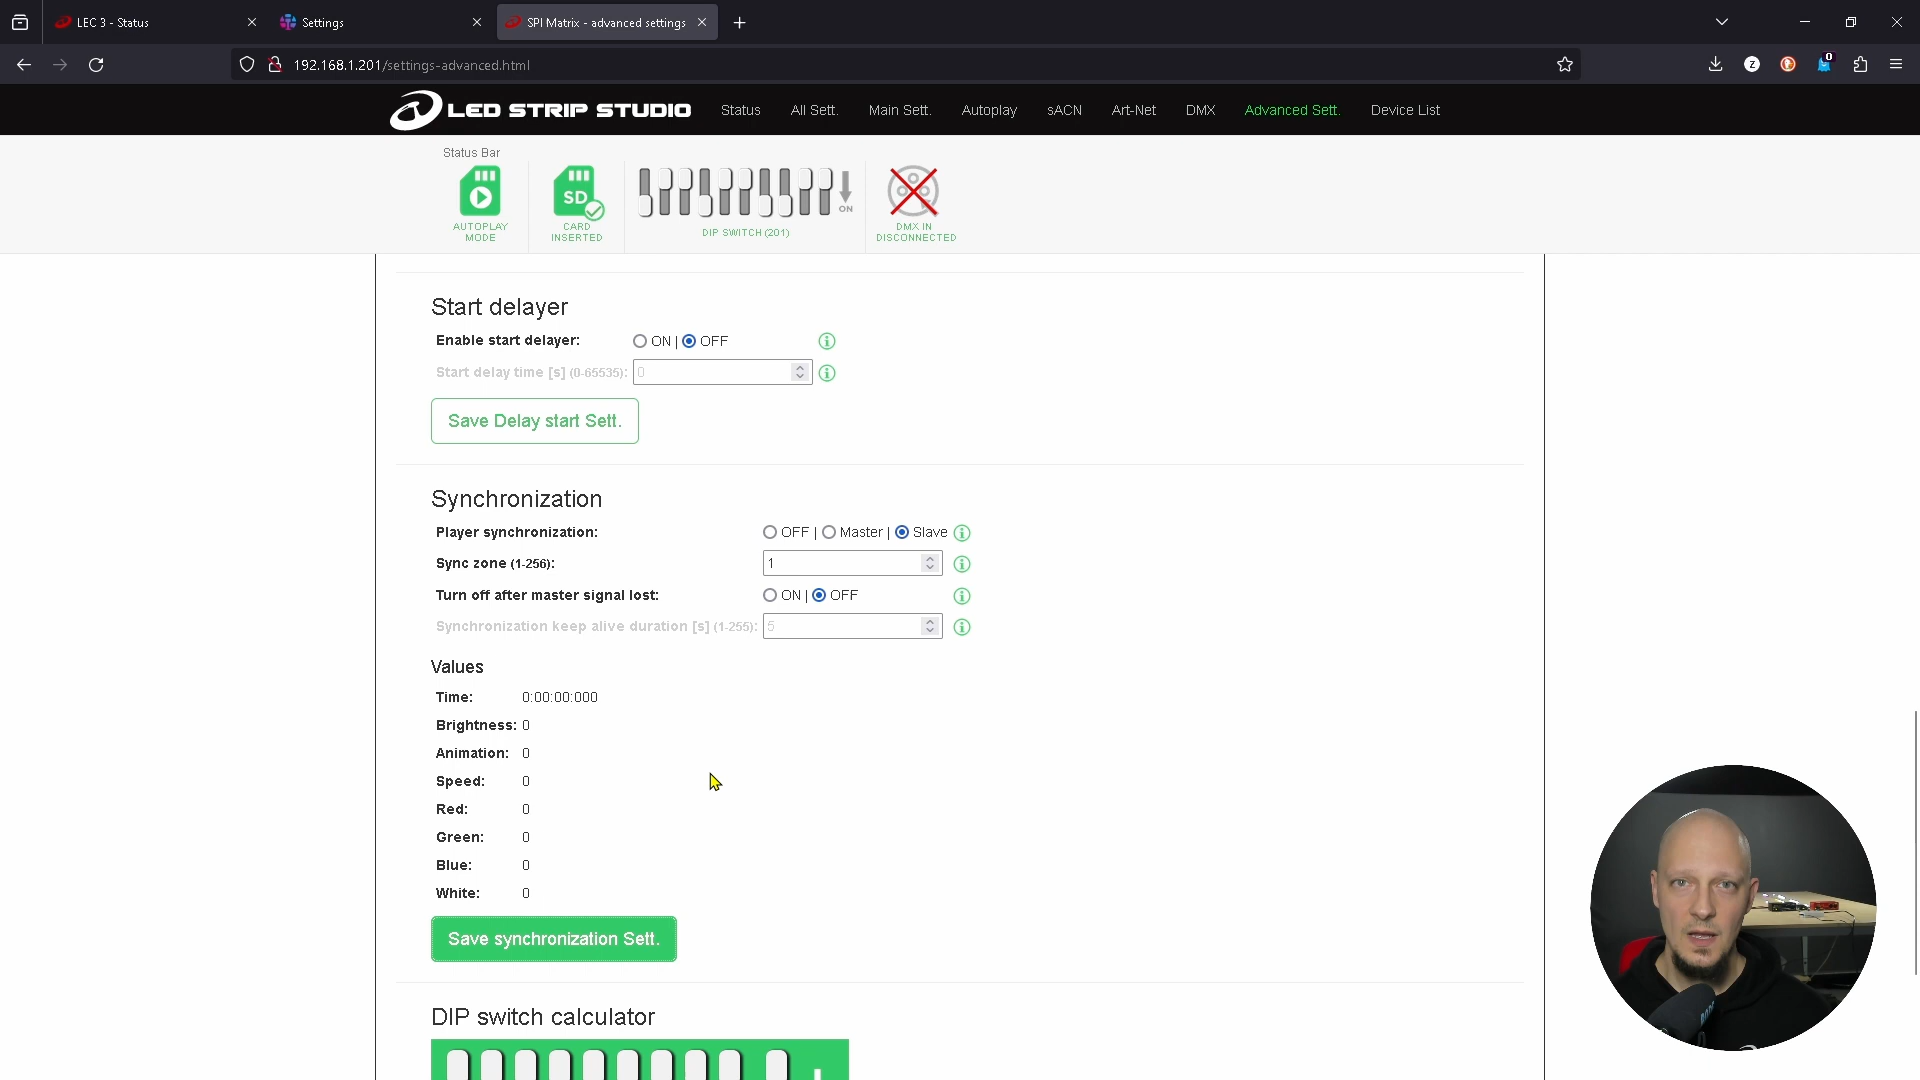 LEC 3 - Status
Settings
SPI Matrix - advanced settings
192.168.1.201/settings-advanced.html
Z
0
LED STRIP STUDIO
Status
All Sett.
Main Sett.
Autoplay
sACN
Art-Net
DMX
Advanced Sett.
Device List
Status Bar
AUTOPLAY
MODE
SD
CARD
INSERTED
ON
DIP SWITCH (201)
DMX IN
DISCONNECTED
Start delayer
Enable start delayer: ON | OFF
Start delay time [s] (0-65535): 0
Save Delay start Sett.
Synchronization
Player synchronization: OFF | Master | Slave
Sync zone (1-256): 1
Turn off after master signal lost: ON | OFF
Synchronization keep alive duration [s] (1-255): 5
Values
Time: 0:00:00:000
Brightness: 0
Animation: 0
Speed: 0
Red: 0
Green: 0
Blue: 0
White: 0
Save synchronization Sett.
DIP switch calculator